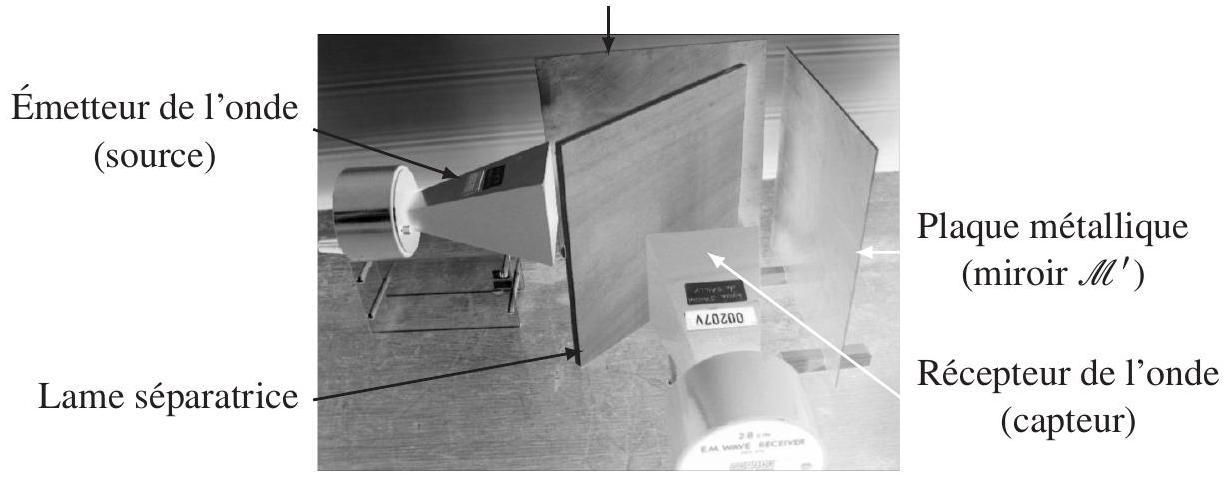 Émetteur de l'onde
(source)
Plaque métallique
(miroir ℳ′)
00207V
Récepteur de l'onde
(capteur)
Lame séparatrice
2.8 cm
E.M. WAVE RECEIVER